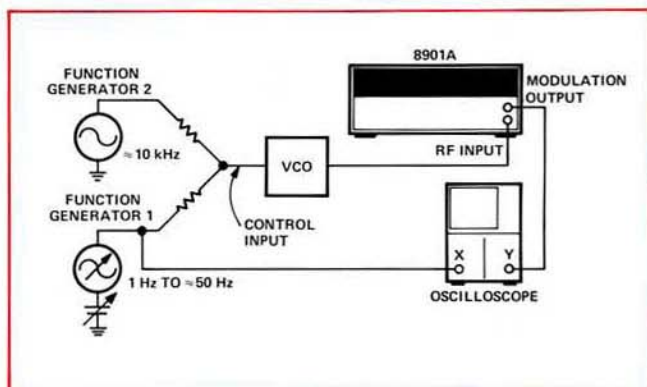 8901A
FUNCTION
GENERATOR 2
MODULATION
OUTPUT
≈10 kHz
RF INPUT
VCO
FUNCTION
GENERATOR 1
CONTROL
INPUT
1 Hz TO ≈50 Hz
X
Y
OSCILLOSCOPE